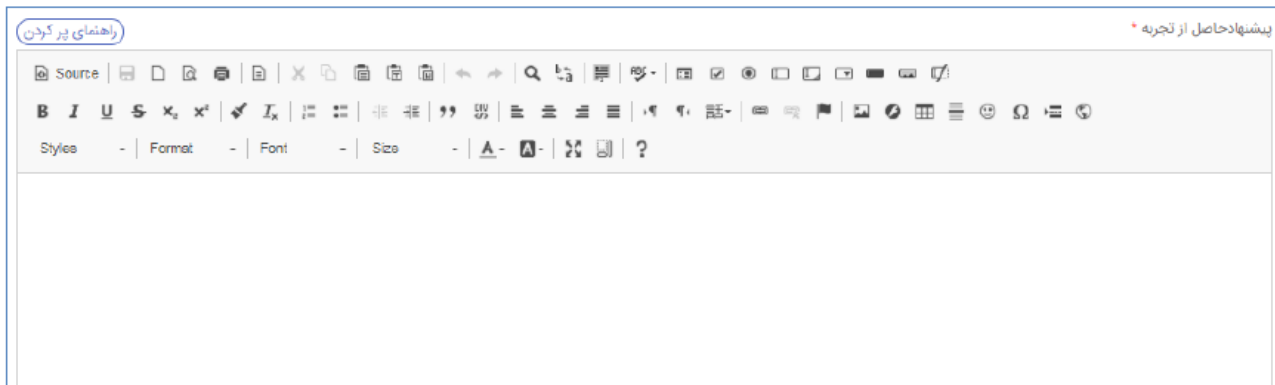 پیشنهادحاصل از تجربه *
راهنمای پر کردن
Source
Styles Format Font Size